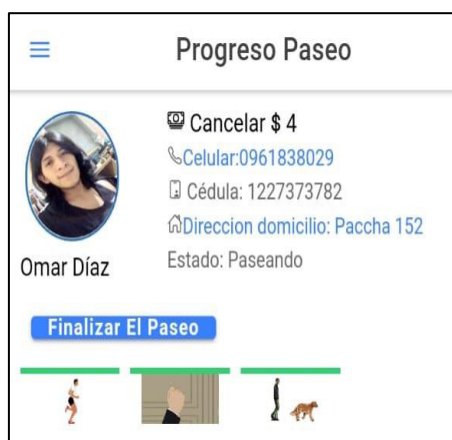 Progreso Paseo
Cancelar $ 4
Celular:0961838029
Cédula: 1227373782
Direccion domicilio: Paccha 152
Omar Díaz
Estado: Paseando
Finalizar El Paseo